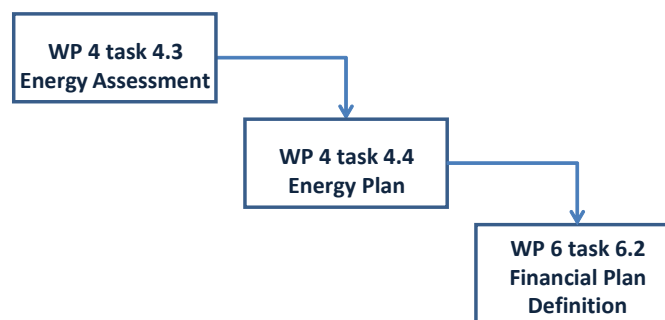 WP 4 task 4.3
Energy Assessment
WP 4 task 4.4
Energy Plan
WP 6 task 6.2
Financial Plan
Definition